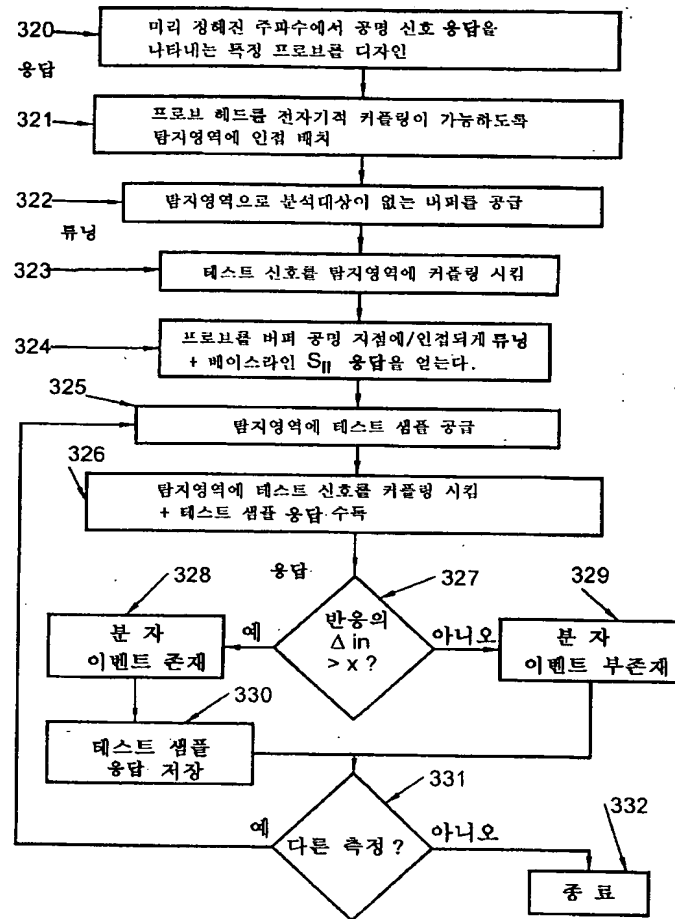 320
미리 정해진 주파수에서 공명 신호 응답을
나타내는 특징 프로브를 디자인
응답
321
프로브 헤드를 전자기적 커플링이 가능하도록
탐지영역에 인접 배치
322
탐지영역으로 분석대상이 없는 버퍼를 공급
튜닝
323
테스트 신호를 탐지영역에 커플링 시킴
324
프로브를 버퍼 공명 지점에/인접되게 튜닝
+ 베이스라인 S11 응답을 얻는다.
325
탐지영역에 테스트 샘플 공급
326
탐지영역에 테스트 신호를 커플링 시킴
+ 테스트 샘플 응답 수득
응답
327
반응의
Δ in
> x ?
예
아니오
328
분 자
이벤트 존재
329
분 자
이벤트 부존재
330
테스트 샘플
응답 저장
331
다른 측정 ?
예
아니오
332
종 료